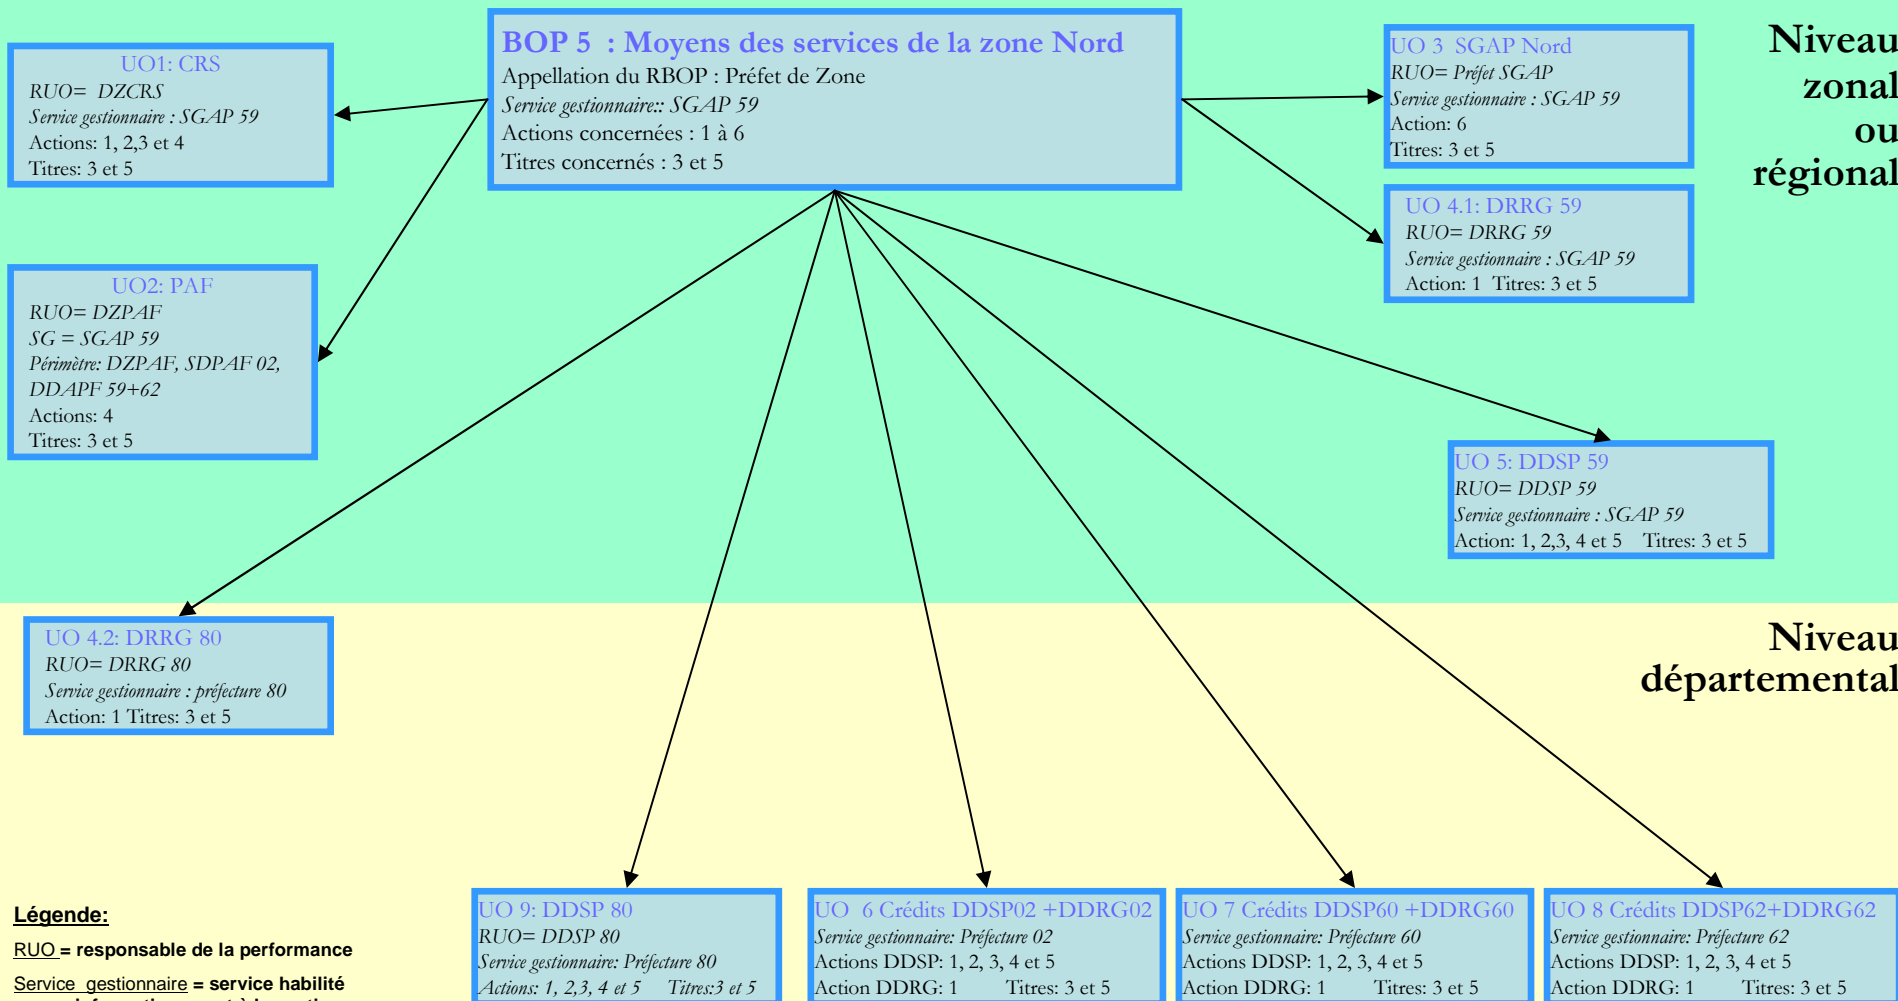 BOP 5 : Moyens des services de la zone Nord
Appellation du RBOP : Préfet de Zone
Service gestionnaire:: SGAP 59
Actions concernées : 1 à 6
Titres concernés : 3 et 5
UO1: CRS
RUO= DZCRS
Service gestionnaire : SGAP 59
Actions: 1, 2,3 et 4
Titres: 3 et 5
UO 3 SGAP Nord
RUO= Préfet SGAP
Service gestionnaire : SGAP 59
Action: 6
Titres: 3 et 5
Niveau
zonal
ou
régional
UO 4.1: DRRG 59
RUO= DRRG 59
Service gestionnaire : SGAP 59
Action: 1 Titres: 3 et 5
UO2: PAF
RUO= DZPAF
SG = SGAP 59
Périmètre: DZPAF, SDPAF 02,
DDAPF 59+62
Actions: 4
Titres: 3 et 5
UO 5: DDSP 59
RUO= DDSP 59
Service gestionnaire : SGAP 59
Action: 1, 2,3, 4 et 5 Titres: 3 et 5
UO 4.2: DRRG 80
RUO= DRRG 80
Service gestionnaire : préfecture 80
Action: 1 Titres: 3 et 5
Niveau
départemental
Légende:
RUO = responsable de la performance
Service gestionnaire = service habilité
UO 9: DDSP 80
RUO= DDSP 80
Service gestionnaire: Préfecture 80
Actions: 1, 2,3, 4 et 5 Titres:3 et 5
UO 6 Crédits DDSP02 +DDRG02
Service gestionnaire: Préfecture 02
Actions DDSP: 1, 2, 3, 4 et 5
Action DDRG: 1 Titres: 3 et 5
UO 7 Crédits DDSP60 +DDRG60
Service gestionnaire: Préfecture 60
Actions DDSP: 1, 2, 3, 4 et 5
Action DDRG: 1 Titres: 3 et 5
UO 8 Crédits DDSP62+DDRG62
Service gestionnaire: Préfecture 62
Actions DDSP: 1, 2, 3, 4 et 5
Action DDRG: 1 Titres: 3 et 5